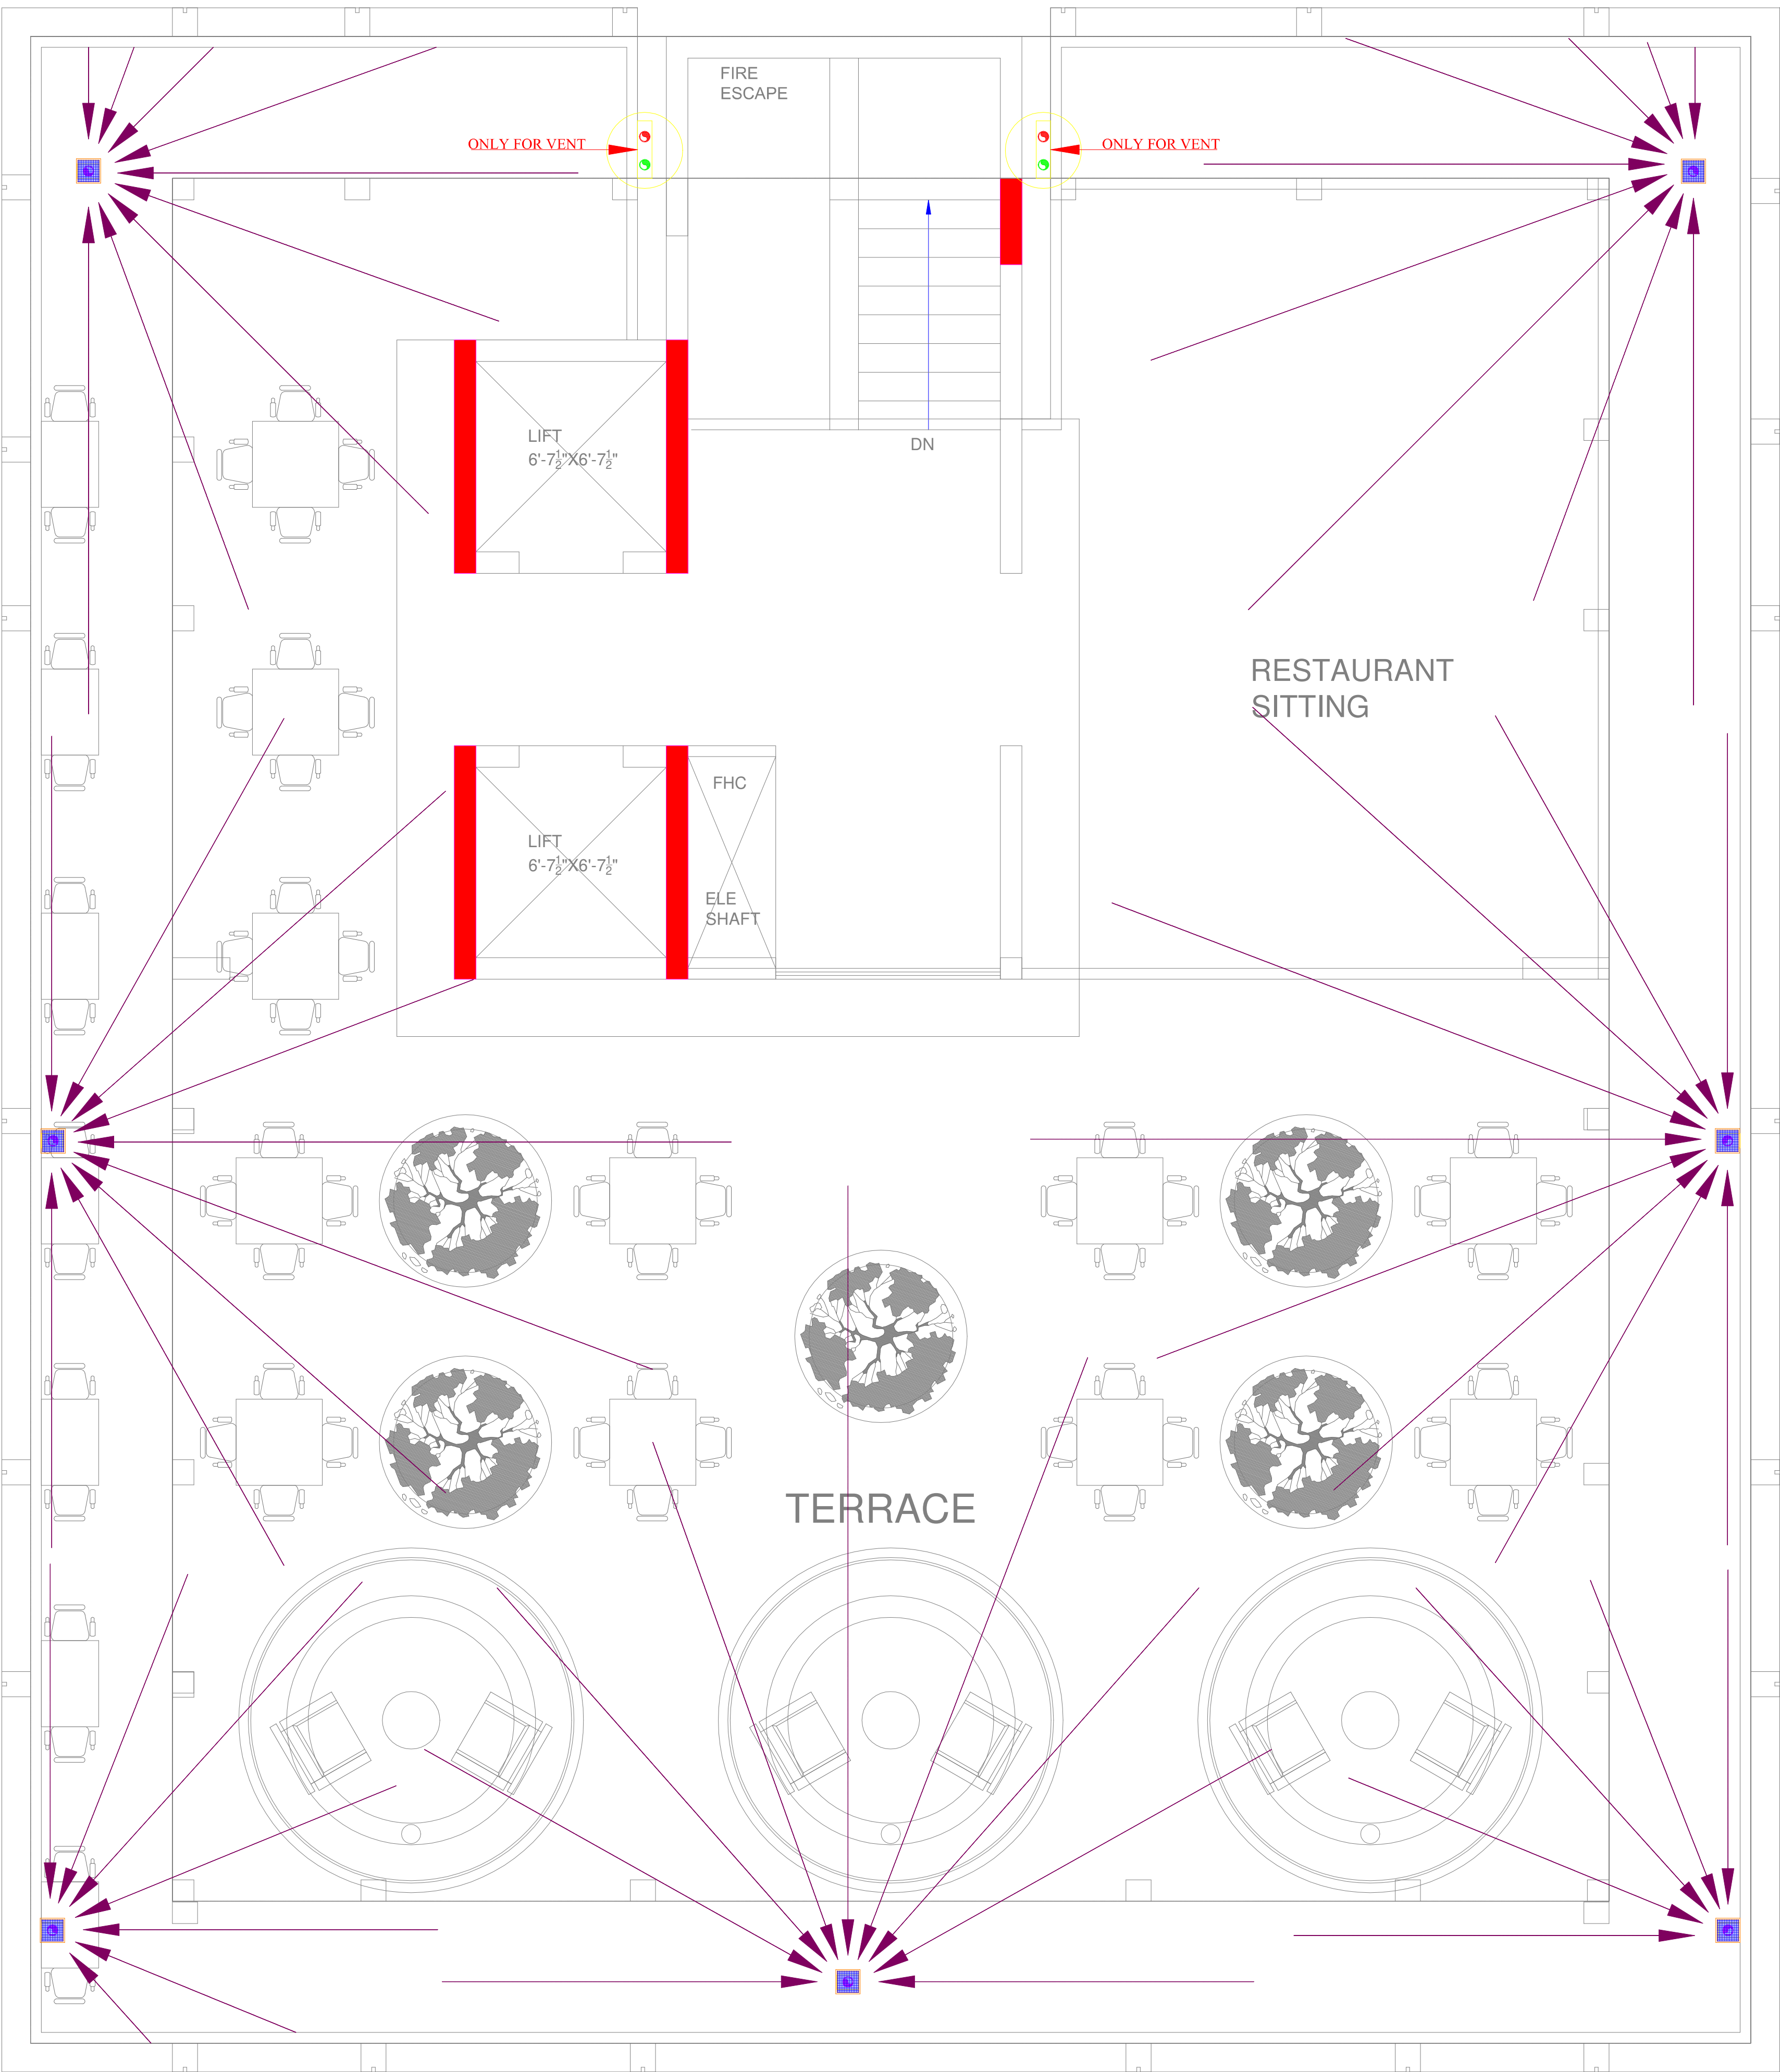 FIRE
ESCAPE
ONLY FOR VENT
ONLY FOR VENT
LIFT
6'-7½"X6'-7½"
DN
RESTAURANT
SITTING
FHC
LIFT
6'-7½"X6'-7½"
ELE
SHAFT
TERRACE